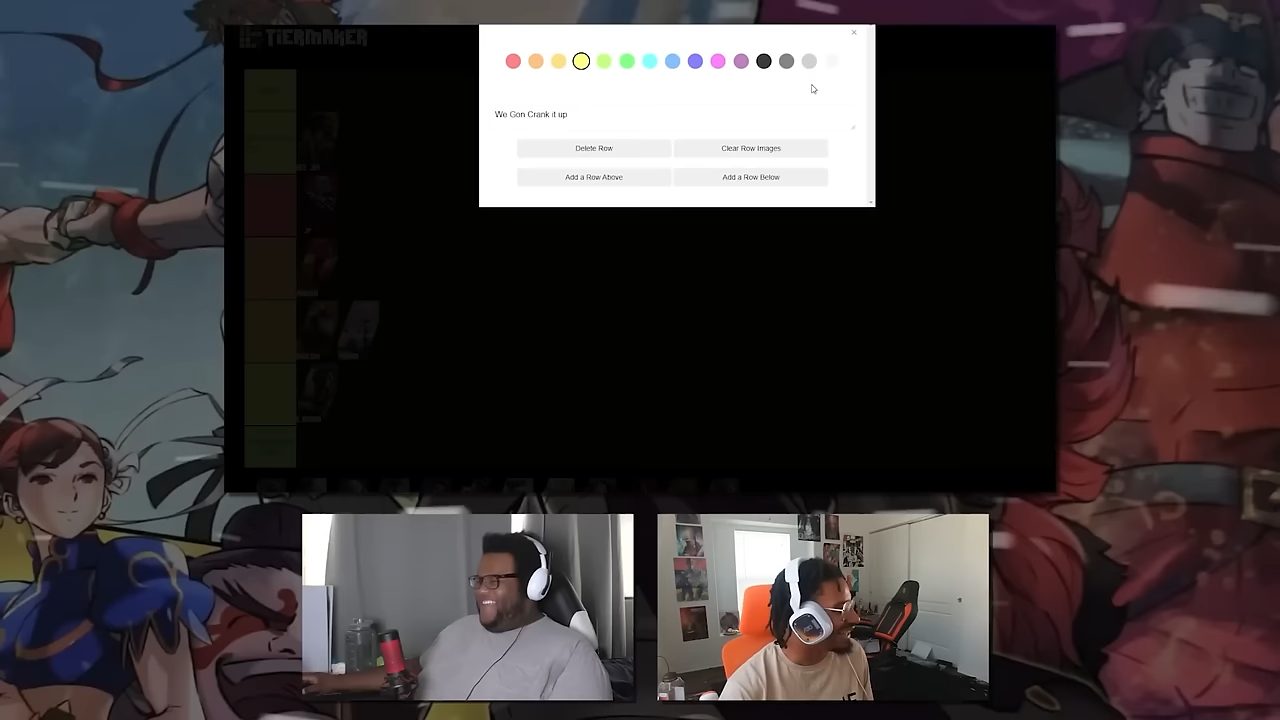 TIERMAKER
×
We Gon Crank it up
Delete Row
Clear Row Images
Add a Row Above
Add a Row Below